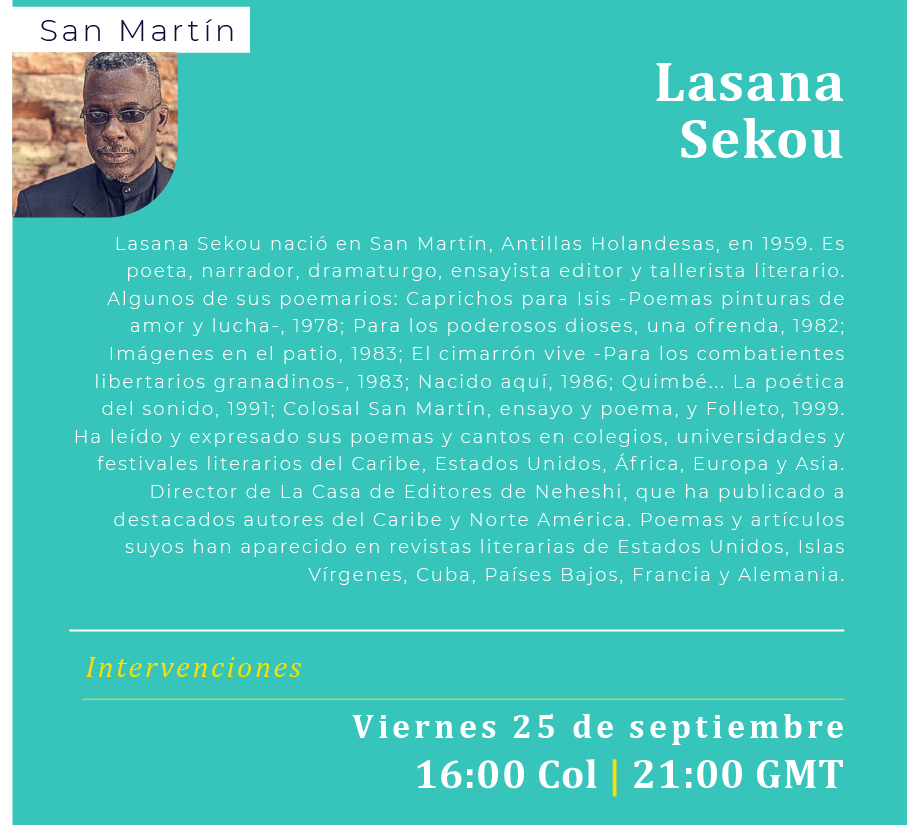 San Martín
Lasana
Sekou
Lasana Sekou nació en San Martín, Antillas Holandesas, en 1959. Es
poeta, narrador, dramaturgo, ensayista editor y tallerista literario.
Algunos de sus poemarios: Caprichos para Isis -Poemas pinturas de
amor y lucha-, 1978; Para los poderosos dioses, una ofrenda, 1982;
Imágenes en el patio, 1983; El cimarrón vive -Para los combatientes
libertarios granadinos-, 1983; Nacido aquí, 1986; Quimbé... La poética
del sonido, 1991; Colosal San Martín, ensayo y poema, y Folleto, 1999.
Ha leído y expresado sus poemas y cantos en colegios, universidades y
festivales literarios del Caribe, Estados Unidos, África, Europa y Asia.
Director de La Casa de Editores de Neheshi, que ha publicado a
destacados autores del Caribe y Norte América. Poemas y artículos
suyos han aparecido en revistas literarias de Estados Unidos, Islas
Vírgenes, Cuba, Países Bajos, Francia y Alemania.
Intervenciones
Viernes 25 de septiembre
16:00 Col | 21:00 GMT